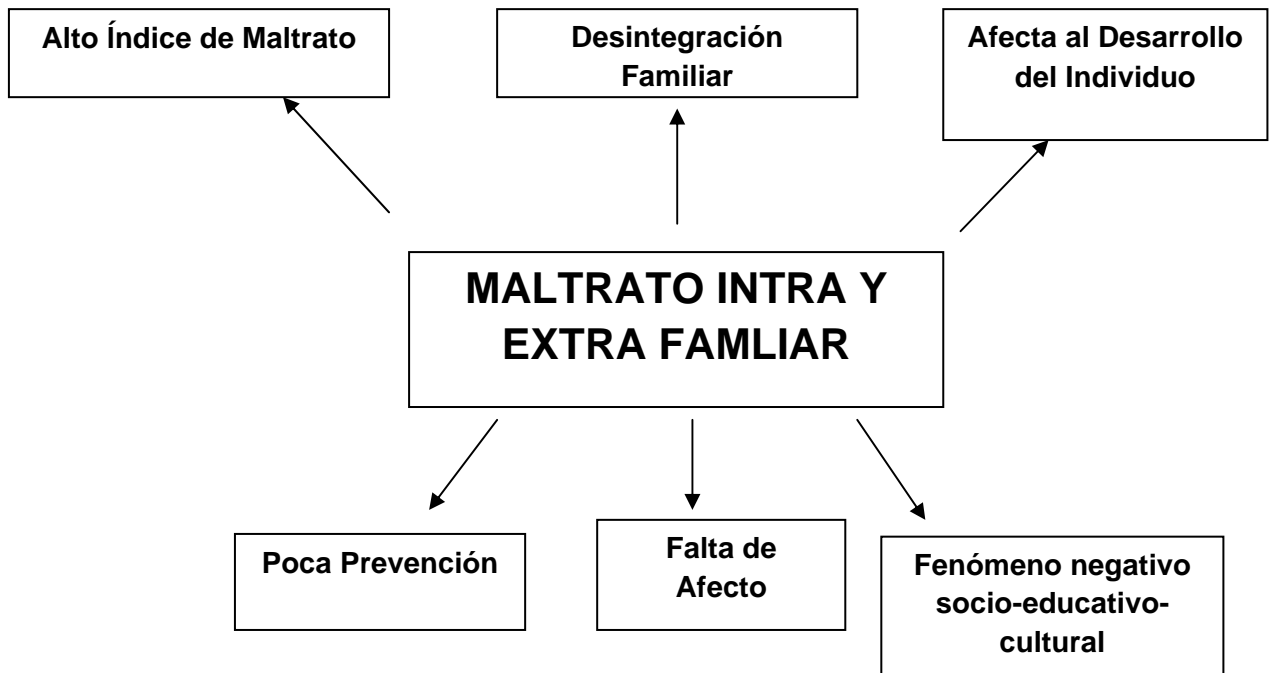 Alto Índice de Maltrato
Desintegración
Familiar
Afecta al Desarrollo
del Individuo
MALTRATO INTRA Y
EXTRA FAMLIAR
Poca Prevención
Falta de
Afecto
Fenómeno negativo
socio-educativo-
cultural